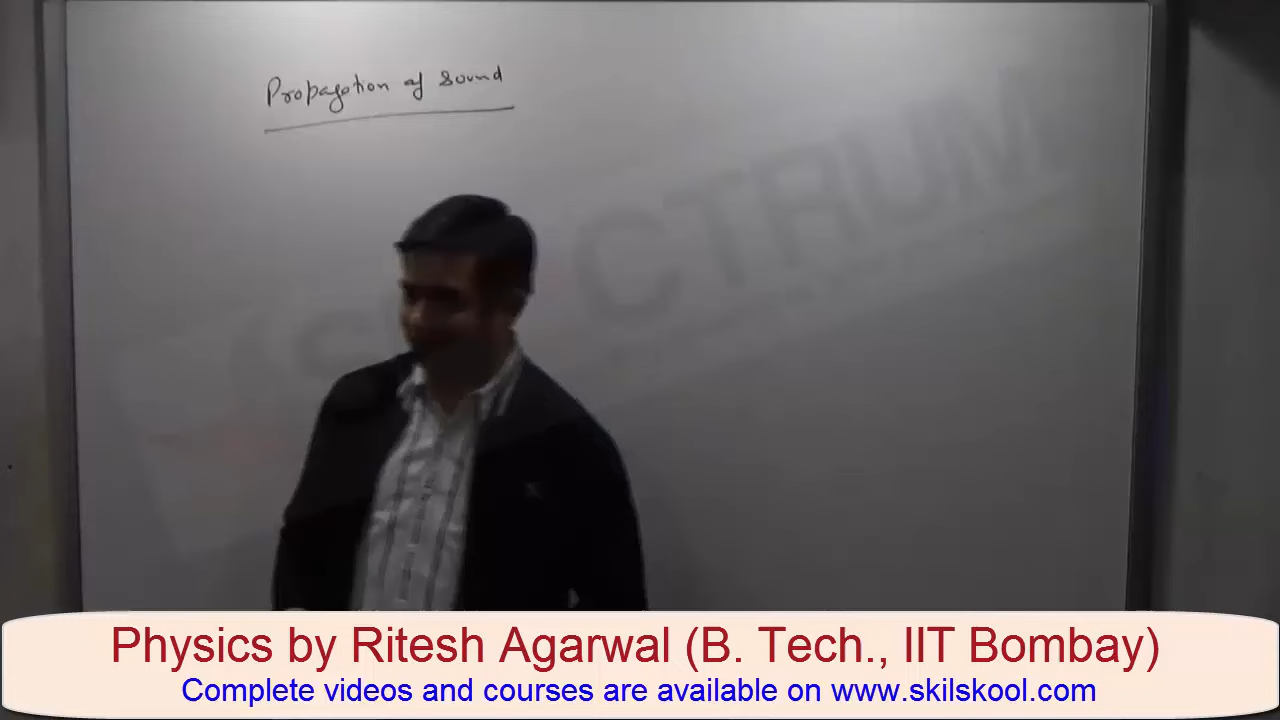 Propagation of Sound
SPECTRUM
Physics by Ritesh Agarwal (B. Tech., IIT Bombay)
Complete videos and courses are available on www.skilskool.com